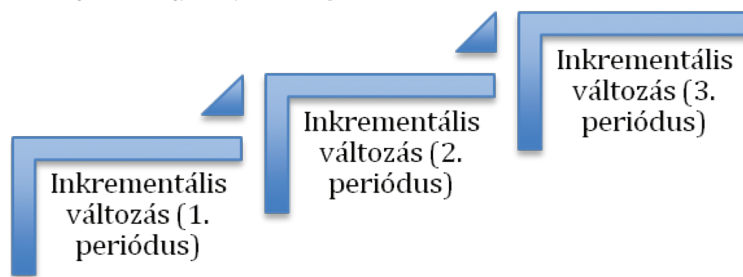 Inkrementális
változás (1.
periódus)
Inkrementális
változás (2.
periódus)
Inkrementális
változás (3.
periódus)